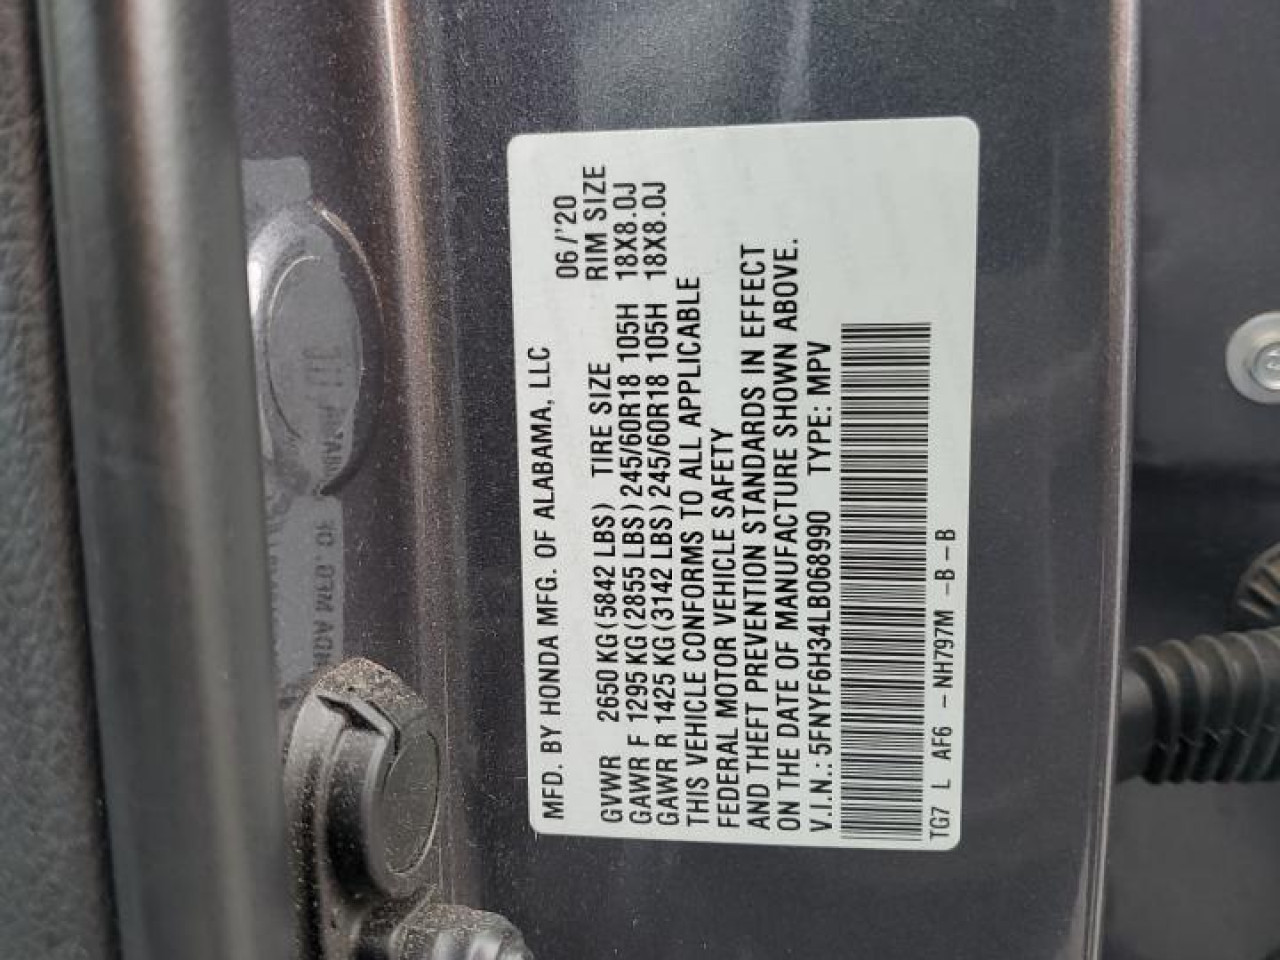 MFD. BY HONDA MFG. OF ALABAMA, LLC 06/'20
GVWR 2650 KG (5842 LBS) TIRE SIZE RIM SIZE
GAWR F 1295 KG (2855 LBS) 245/60R18 105H 18X8.0J
GAWR R 1425 KG (3142 LBS) 245/60R18 105H 18X8.0J
THIS VEHICLE CONFORMS TO ALL APPLICABLE
FEDERAL MOTOR VEHICLE SAFETY
AND THEFT PREVENTION STANDARDS IN EFFECT
ON THE DATE OF MANUFACTURE SHOWN ABOVE.
V.I.N.: 5FNYF6H34LB068990 TYPE: MPV
TG7 L AF6 - NH797M -B-B